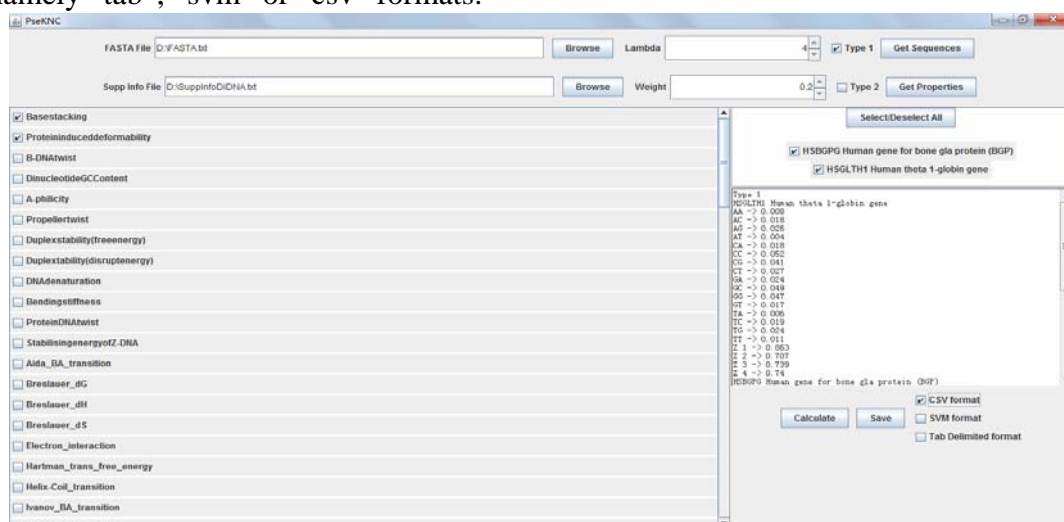 namely tab , svm or csv formats.
PseKNC
FASTA File D:\FASTA.txt Browse Lambda 4 Type 1 Get Sequences
Supp Info File D:\SuppInfoDiDNA.txt Browse Weight 0.2 Type 2 Get Properties
Basestacking
Proteininduceddeformability
B-DNAtwist
DinucleotideGCContent
A-philicity
Propellertwist
Duplexstability(freeenergy)
Duplextability(disruptenergy)
DNAdenaturation
Bendingstiffness
ProteinDNAtwist
StabilisingenergyofZ-DNA
Aida_BA_transition
Breslauer_dG
Breslauer_dH
Breslauer_dS
Electron_interaction
Hartman_trans_free_energy
Helix-Coil_transition
Ivanov_BA_transition
Select/Deselect All
HSBGPG Human gene for bone gla protein (BGP)
HSGLTH1 Human theta 1-globin gene
Type 1
HSGLTH1 Human theta 1-globin gene
AA -> 0.008
AC -> 0.018
AG -> 0.026
AT -> 0.004
CA -> 0.018
CC -> 0.052
CG -> 0.041
CT -> 0.027
GA -> 0.024
GC -> 0.049
GG -> 0.047
GT -> 0.017
TA -> 0.006
TC -> 0.019
TG -> 0.024
TT -> 0.011
Z 1 -> 0.863
Z 2 -> 0.707
Z 3 -> 0.739
Z 4 -> 0.74
HSBGPG Human gene for bone gla protein (BGP)
Calculate Save
CSV format
SVM format
Tab Delimited format